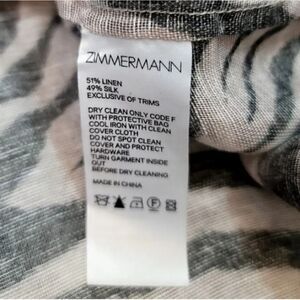 ZIMMERMANN
51% LINEN
49% SILK
EXCLUSIVE OF TRIMS
DRY CLEAN ONLY CODE F
WITH PROTECTIVE BAG
COOL IRON WITH CLEAN
COVER CLOTH
DO NOT SPOT CLEAN
COVER AND PROTECT
HARDWARE
TURN GARMENT INSIDE
OUT
BEFORE DRY CLEANING
MADE IN CHINA
F